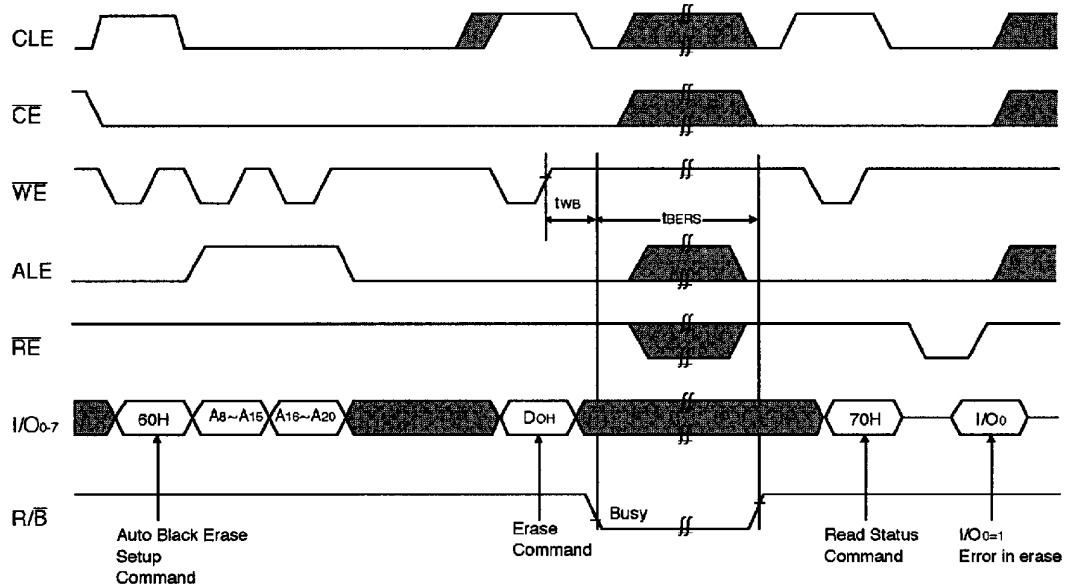 CLE
CE
WE
tWB
tBERS
ALE
RE
I/O0-7
60H
A8~A15
A16~A20
DOH
70H
I/O0
R/B
Busy
Auto Black Erase
Setup
Command
Erase
Command
Read Status
Command
I/O0=1
Error in erase